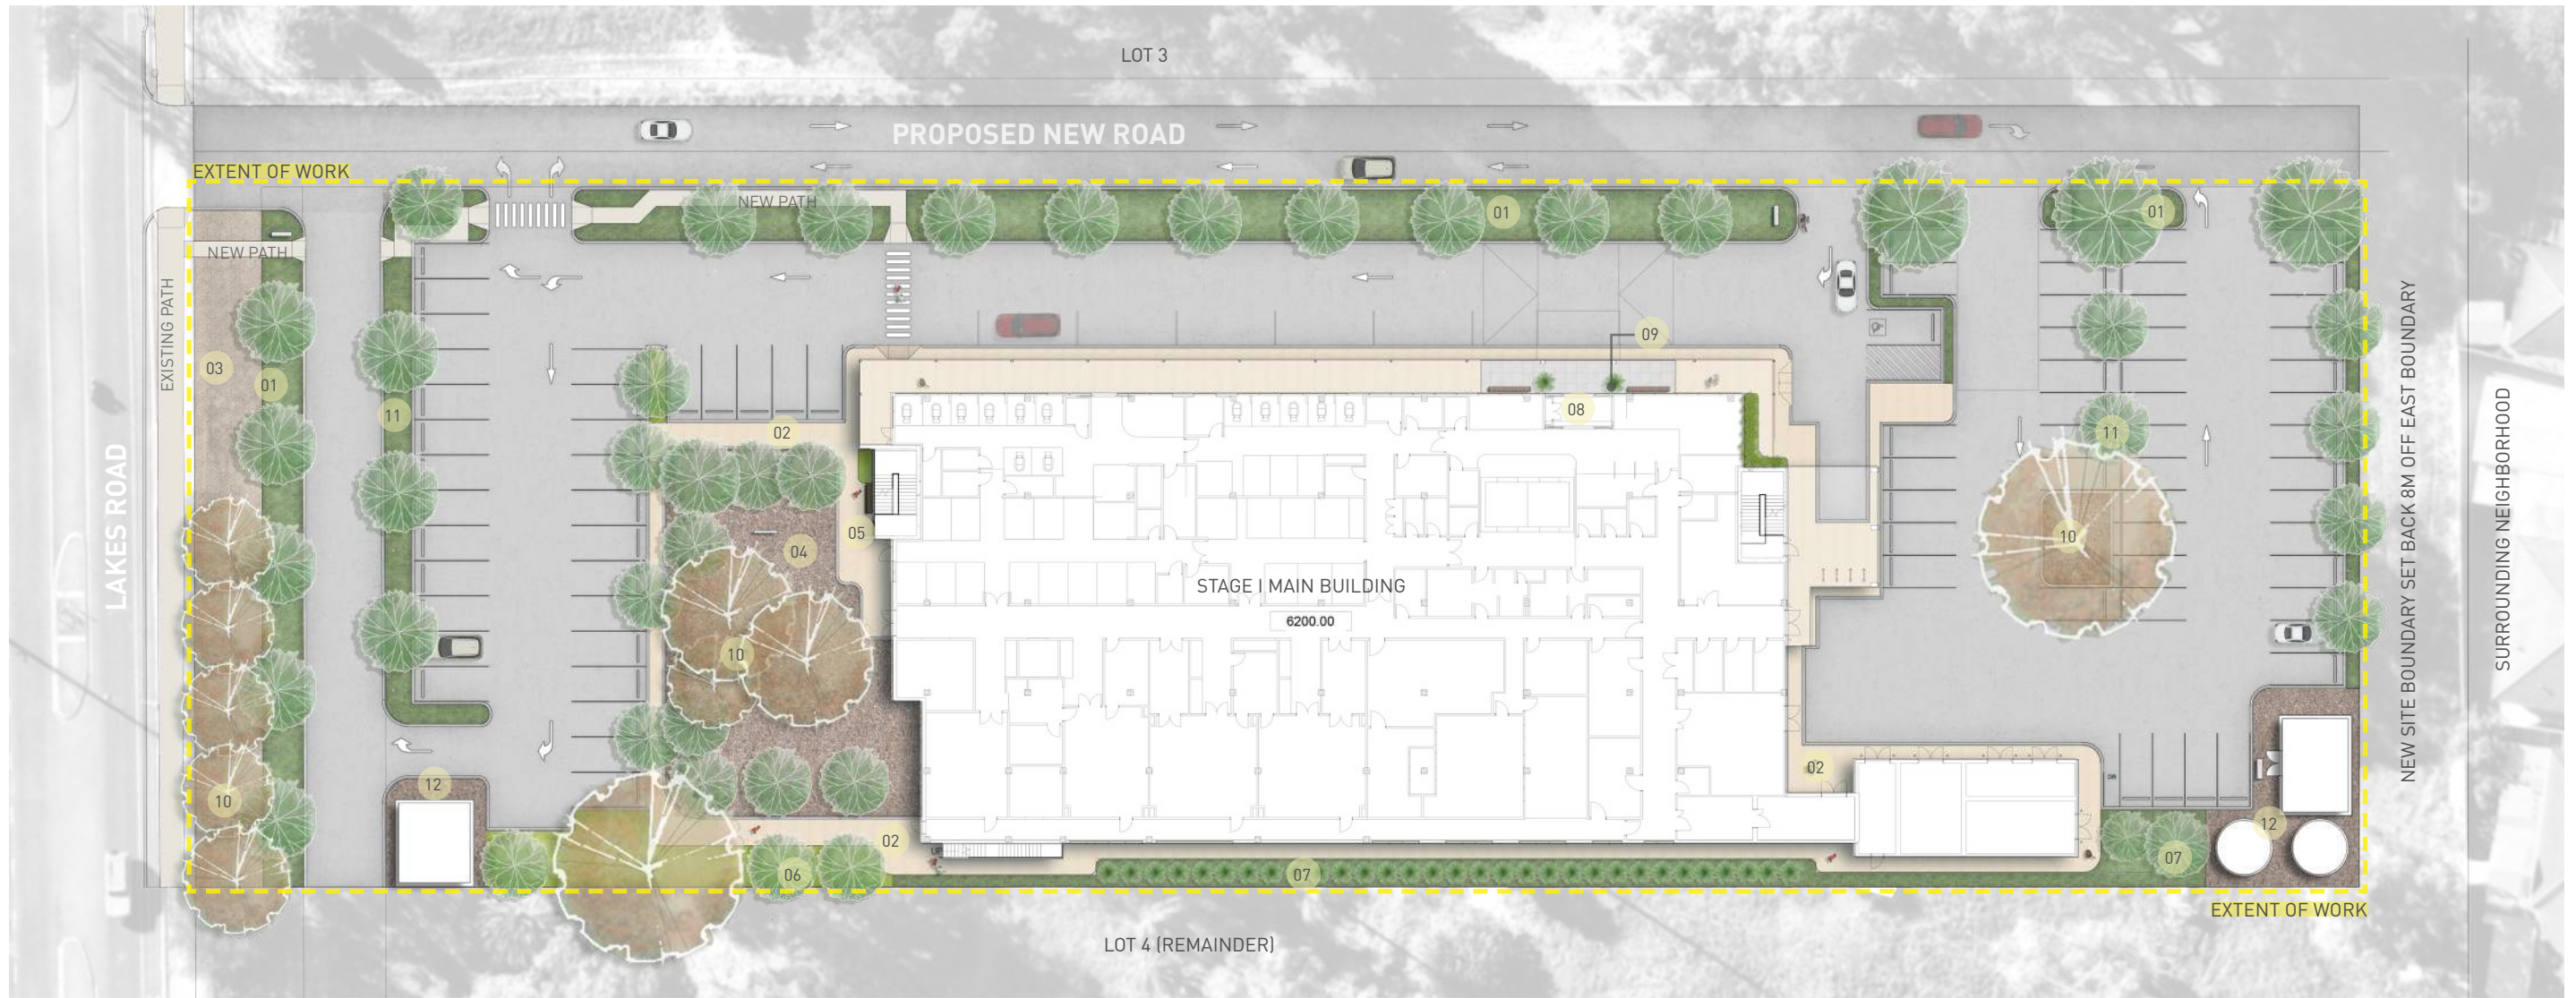 LOT 3
PROPOSED NEW ROAD
EXTENT OF WORK
NEW PATH
01
01
NEW PATH
EXISTING PATH
03
01
11
02
09
08
05
04
10
10
12
02
06
07
STAGE I MAIN BUILDING
6200.00
UP
11
10
02
12
07
LAKES ROAD
NEW SITE BOUNDARY SET BACK 8M OFF EAST BOUNDARY
SURROUNDING NEIGHBORHOOD
EXTENT OF WORK
LOT 4 (REMAINDER)